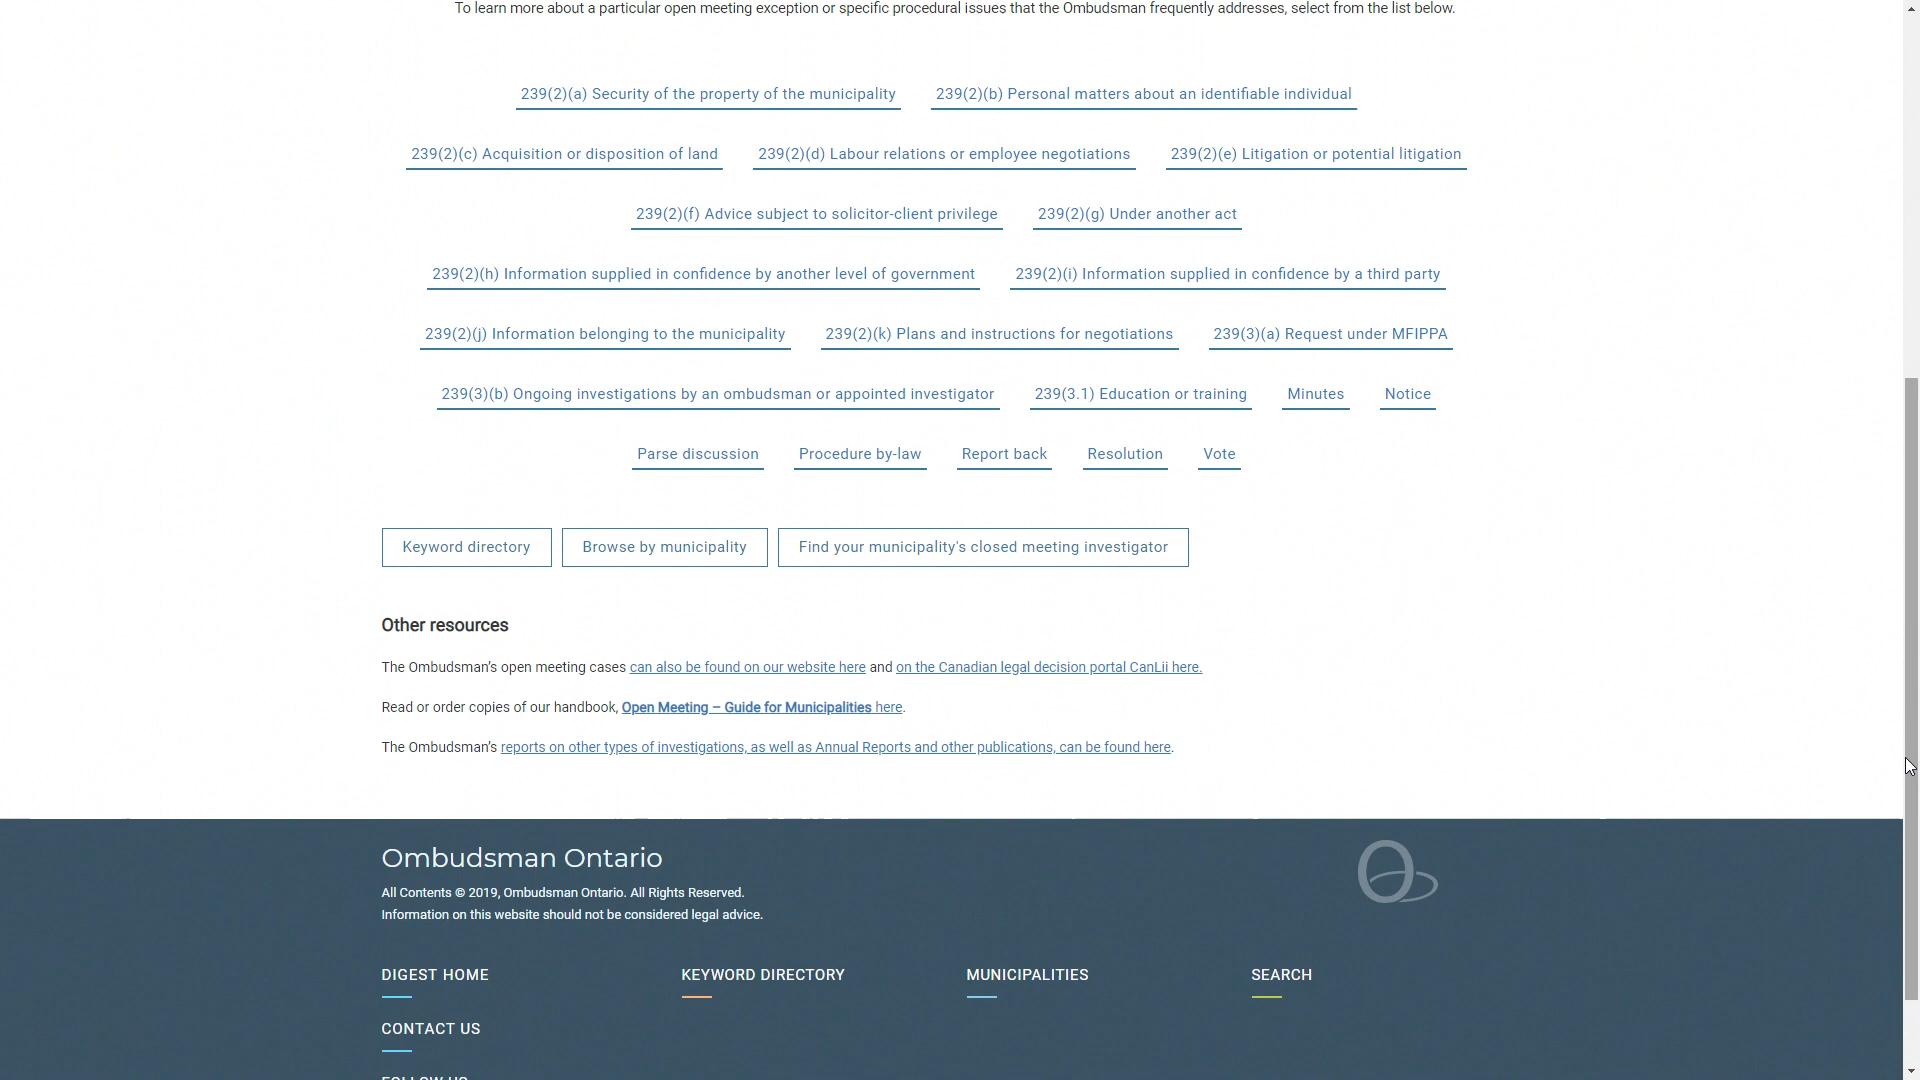 To learn more about a particular open meeting exception or specific procedural issues that the Ombudsman frequently addresses, select from the list below.
239(2)(a) Security of the property of the municipality 239(2)(b) Personal matters about an identifiable individual
239(2)(c) Acquisition or disposition of land 239(2)(d) Labour relations or employee negotiations 239(2)(e) Litigation or potential litigation
239(2)(f) Advice subject to solicitor-client privilege 239(2)(g) Under another act
239(2)(h) Information supplied in confidence by another level of government 239(2)(i) Information supplied in confidence by a third party
239(2)(j) Information belonging to the municipality 239(2)(k) Plans and instructions for negotiations 239(3)(a) Request under MFIPPA
239(3)(b) Ongoing investigations by an ombudsman or appointed investigator 239(3.1) Education or training Minutes Notice
Parse discussion Procedure by-law Report back Resolution Vote
Keyword directory Browse by municipality Find your municipality's closed meeting investigator
Other resources
The Ombudsman's open meeting cases can also be found on our website here and on the Canadian legal decision portal CanLii here.
Read or order copies of our handbook, Open Meeting – Guide for Municipalities here.
The Ombudsman's reports on other types of investigations, as well as Annual Reports and other publications, can be found here.
Ombudsman Ontario
All Contents © 2019, Ombudsman Ontario. All Rights Reserved.
Information on this website should not be considered legal advice.
DIGEST HOME KEYWORD DIRECTORY MUNICIPALITIES SEARCH
CONTACT US
FOLLOW US